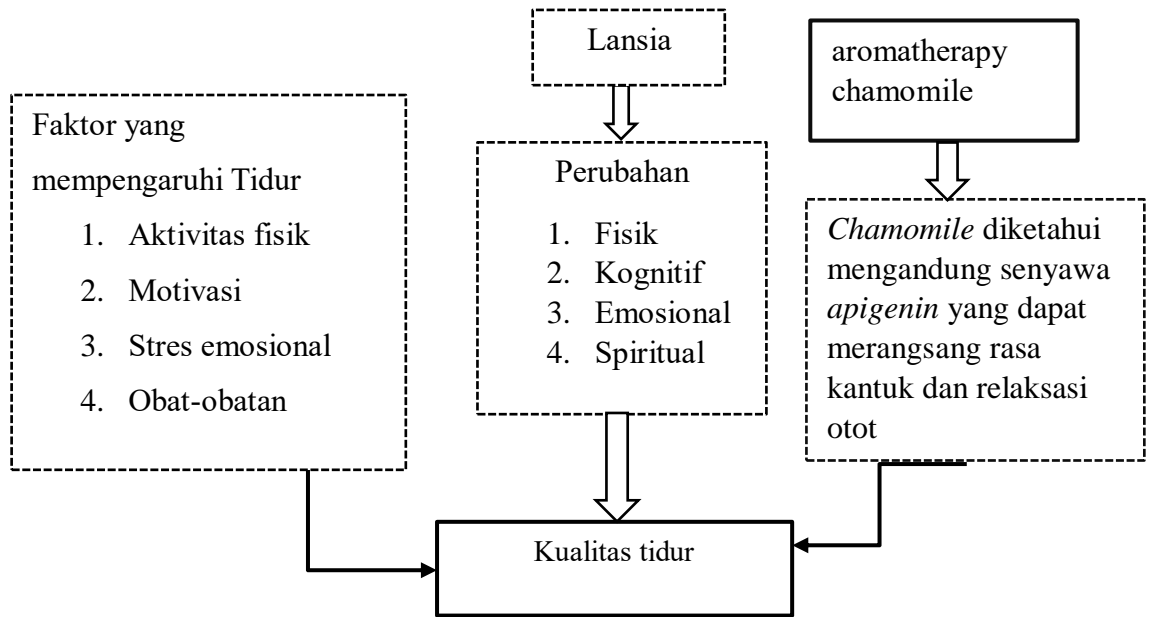 Faktor yang
mempengaruhi Tidur
1. Aktivitas fisik
2. Motivasi
3. Stres emosional
4. Obat-obatan
Lansia
Perubahan
1. Fisik
2. Kognitif
3. Emosional
4. Spiritual
aromatherapy
chamomile
Chamomile diketahui
mengandung senyawa
apigenin yang dapat
merangsang rasa
kantuk dan relaksasi
otot
Kualitas tidur